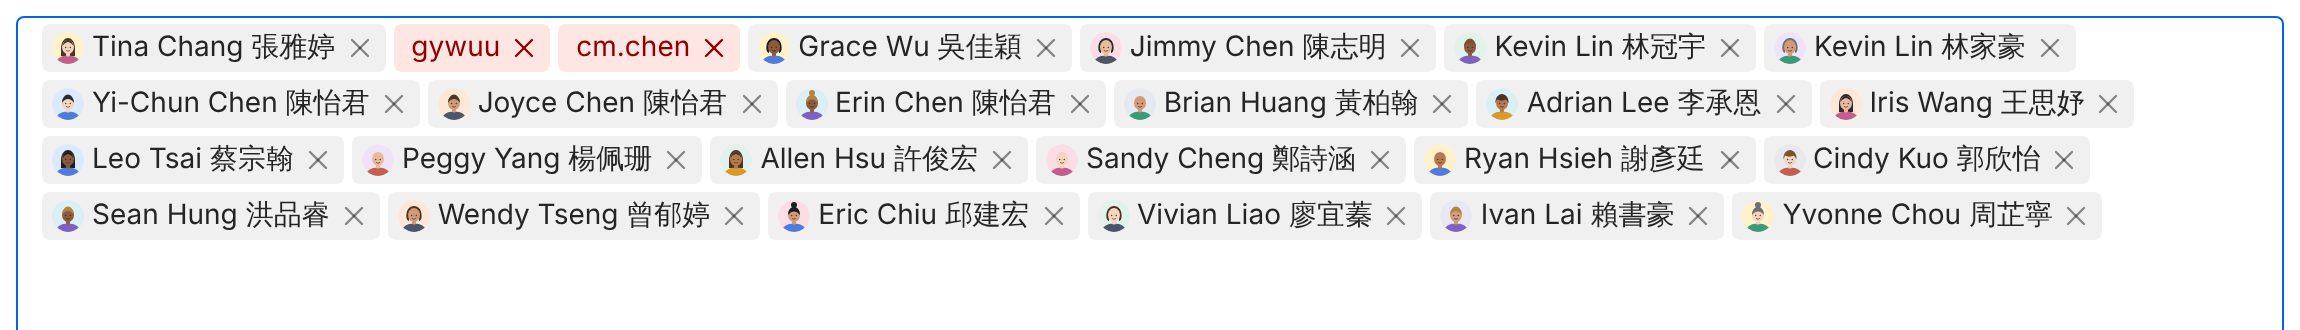 Tina Chang 張雅婷 gywuu cm.chen Grace Wu 吳佳穎 Jimmy Chen 陳志明 Kevin Lin 林冠宇 Kevin Lin 林家豪
Yi-Chun Chen 陳怡君 Joyce Chen 陳怡君 Erin Chen 陳怡君 Brian Huang 黃柏翰 Adrian Lee 李承恩 Iris Wang 王思妤
Leo Tsai 蔡宗翰 Peggy Yang 楊佩珊 Allen Hsu 許俊宏 Sandy Cheng 鄭詩涵 Ryan Hsieh 謝彥廷 Cindy Kuo 郭欣怡
Sean Hung 洪品睿 Wendy Tseng 曾郁婷 Eric Chiu 邱建宏 Vivian Liao 廖宜蓁 Ivan Lai 賴書豪 Yvonne Chou 周芷寧